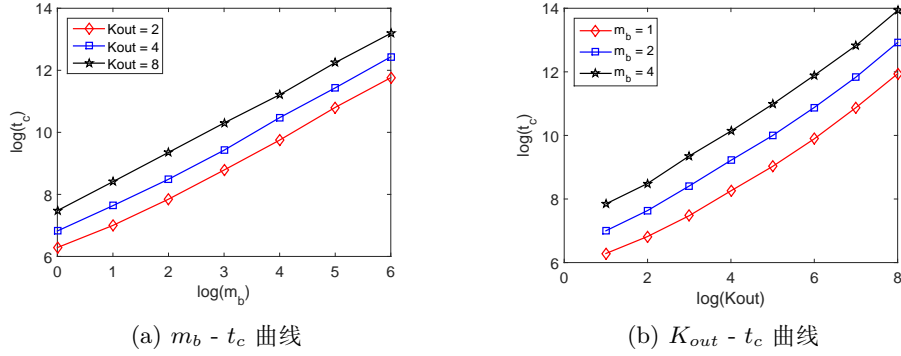 14
12
10
8
6
log(t_c)
Kout = 2
Kout = 4
Kout = 8
0 1 2 3 4 5 6
log(m_b)
(a) m_b - t_c 曲线
14
12
10
8
6
log(t_c)
m_b = 1
m_b = 2
m_b = 4
0 2 4 6 8
log(Kout)
(b) K_{out} - t_c 曲线